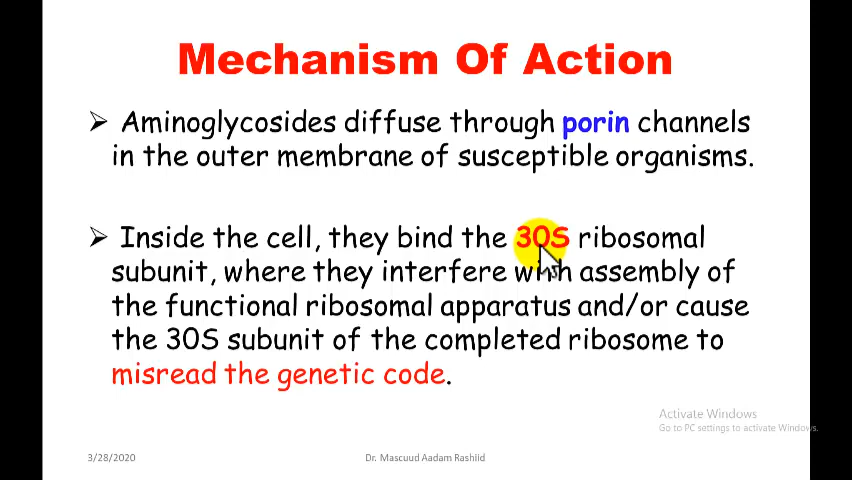 Mechanism Of Action
➢ Aminoglycosides diffuse through porin channels
in the outer membrane of susceptible organisms.
➢ Inside the cell, they bind the 30S ribosomal
subunit, where they interfere with assembly of
the functional ribosomal apparatus and/or cause
the 30S subunit of the completed ribosome to
misread the genetic code.
Activate Windows
Go to PC settings to activate Windows.
3/28/2020
Dr. Mascuud Aadam Rashiid